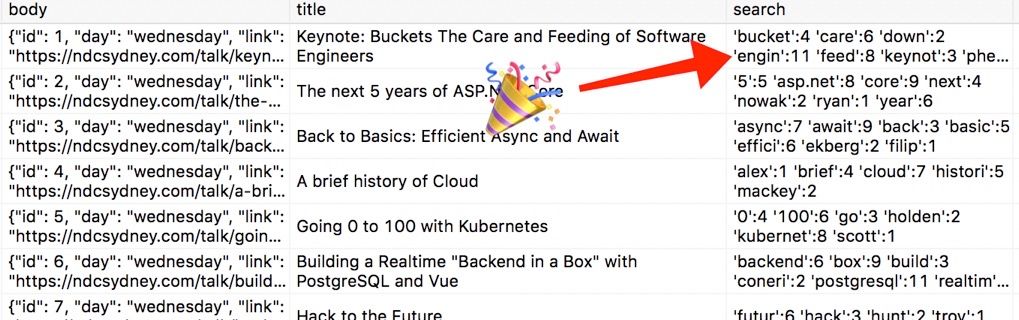 body title search
{"id": 1, "day": "wednesday", "link": Keynote: Buckets The Care and Feeding of Software 'bucket':4 'care':6 'down':2
"https://ndcsydney.com/talk/keyn... Engineers 'engin':11 'feed':8 'keynot':3 'phe...
{"id": 2, "day": "wednesday", "link": The next 5 years of ASP.N Core '5':5 'asp.net':8 'core':9 'next':4
"https://ndcsydney.com/talk/the-... 'nowak':2 'ryan':1 'year':6
{"id": 3, "day": "wednesday", "link": Back to Basics: Efficient Async and Await 'async':7 'await':9 'back':3 'basic':5
"https://ndcsydney.com/talk/back... 'effici':6 'ekberg':2 'filip':1
{"id": 4, "day": "wednesday", "link": A brief history of Cloud 'alex':1 'brief':4 'cloud':7 'histori':5
"https://ndcsydney.com/talk/a-bri... 'mackey':2
{"id": 5, "day": "wednesday", "link": Going 0 to 100 with Kubernetes '0':4 '100':6 'go':3 'holden':2
"https://ndcsydney.com/talk/goin... 'kubernet':8 'scott':1
{"id": 6, "day": "wednesday", "link": Building a Realtime "Backend in a Box" with 'backend':6 'box':9 'build':3
"https://ndcsydney.com/talk/build... PostgreSQL and Vue 'coneri':2 'postgresql':11 'realtim'...
{"id": 7, "day": "wednesday", "link": Hack to the Future 'futur':6 'hack':3 'hunt':2 'troy':1